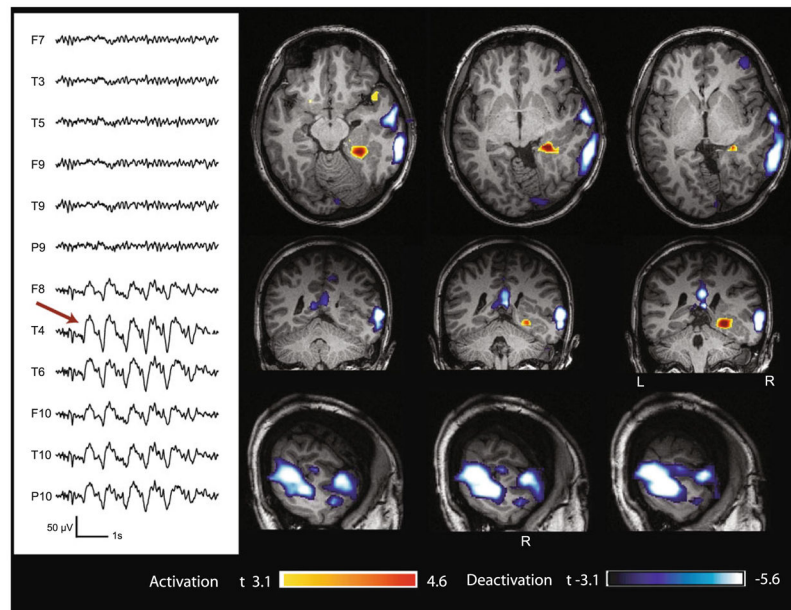 F7
T3
T5
F9
T9
P9
F8
T4
T6
F10
T10
P10
50 µV
1s
L R
R
Activation t 3.1 4.6 Deactivation t -3.1 -5.6